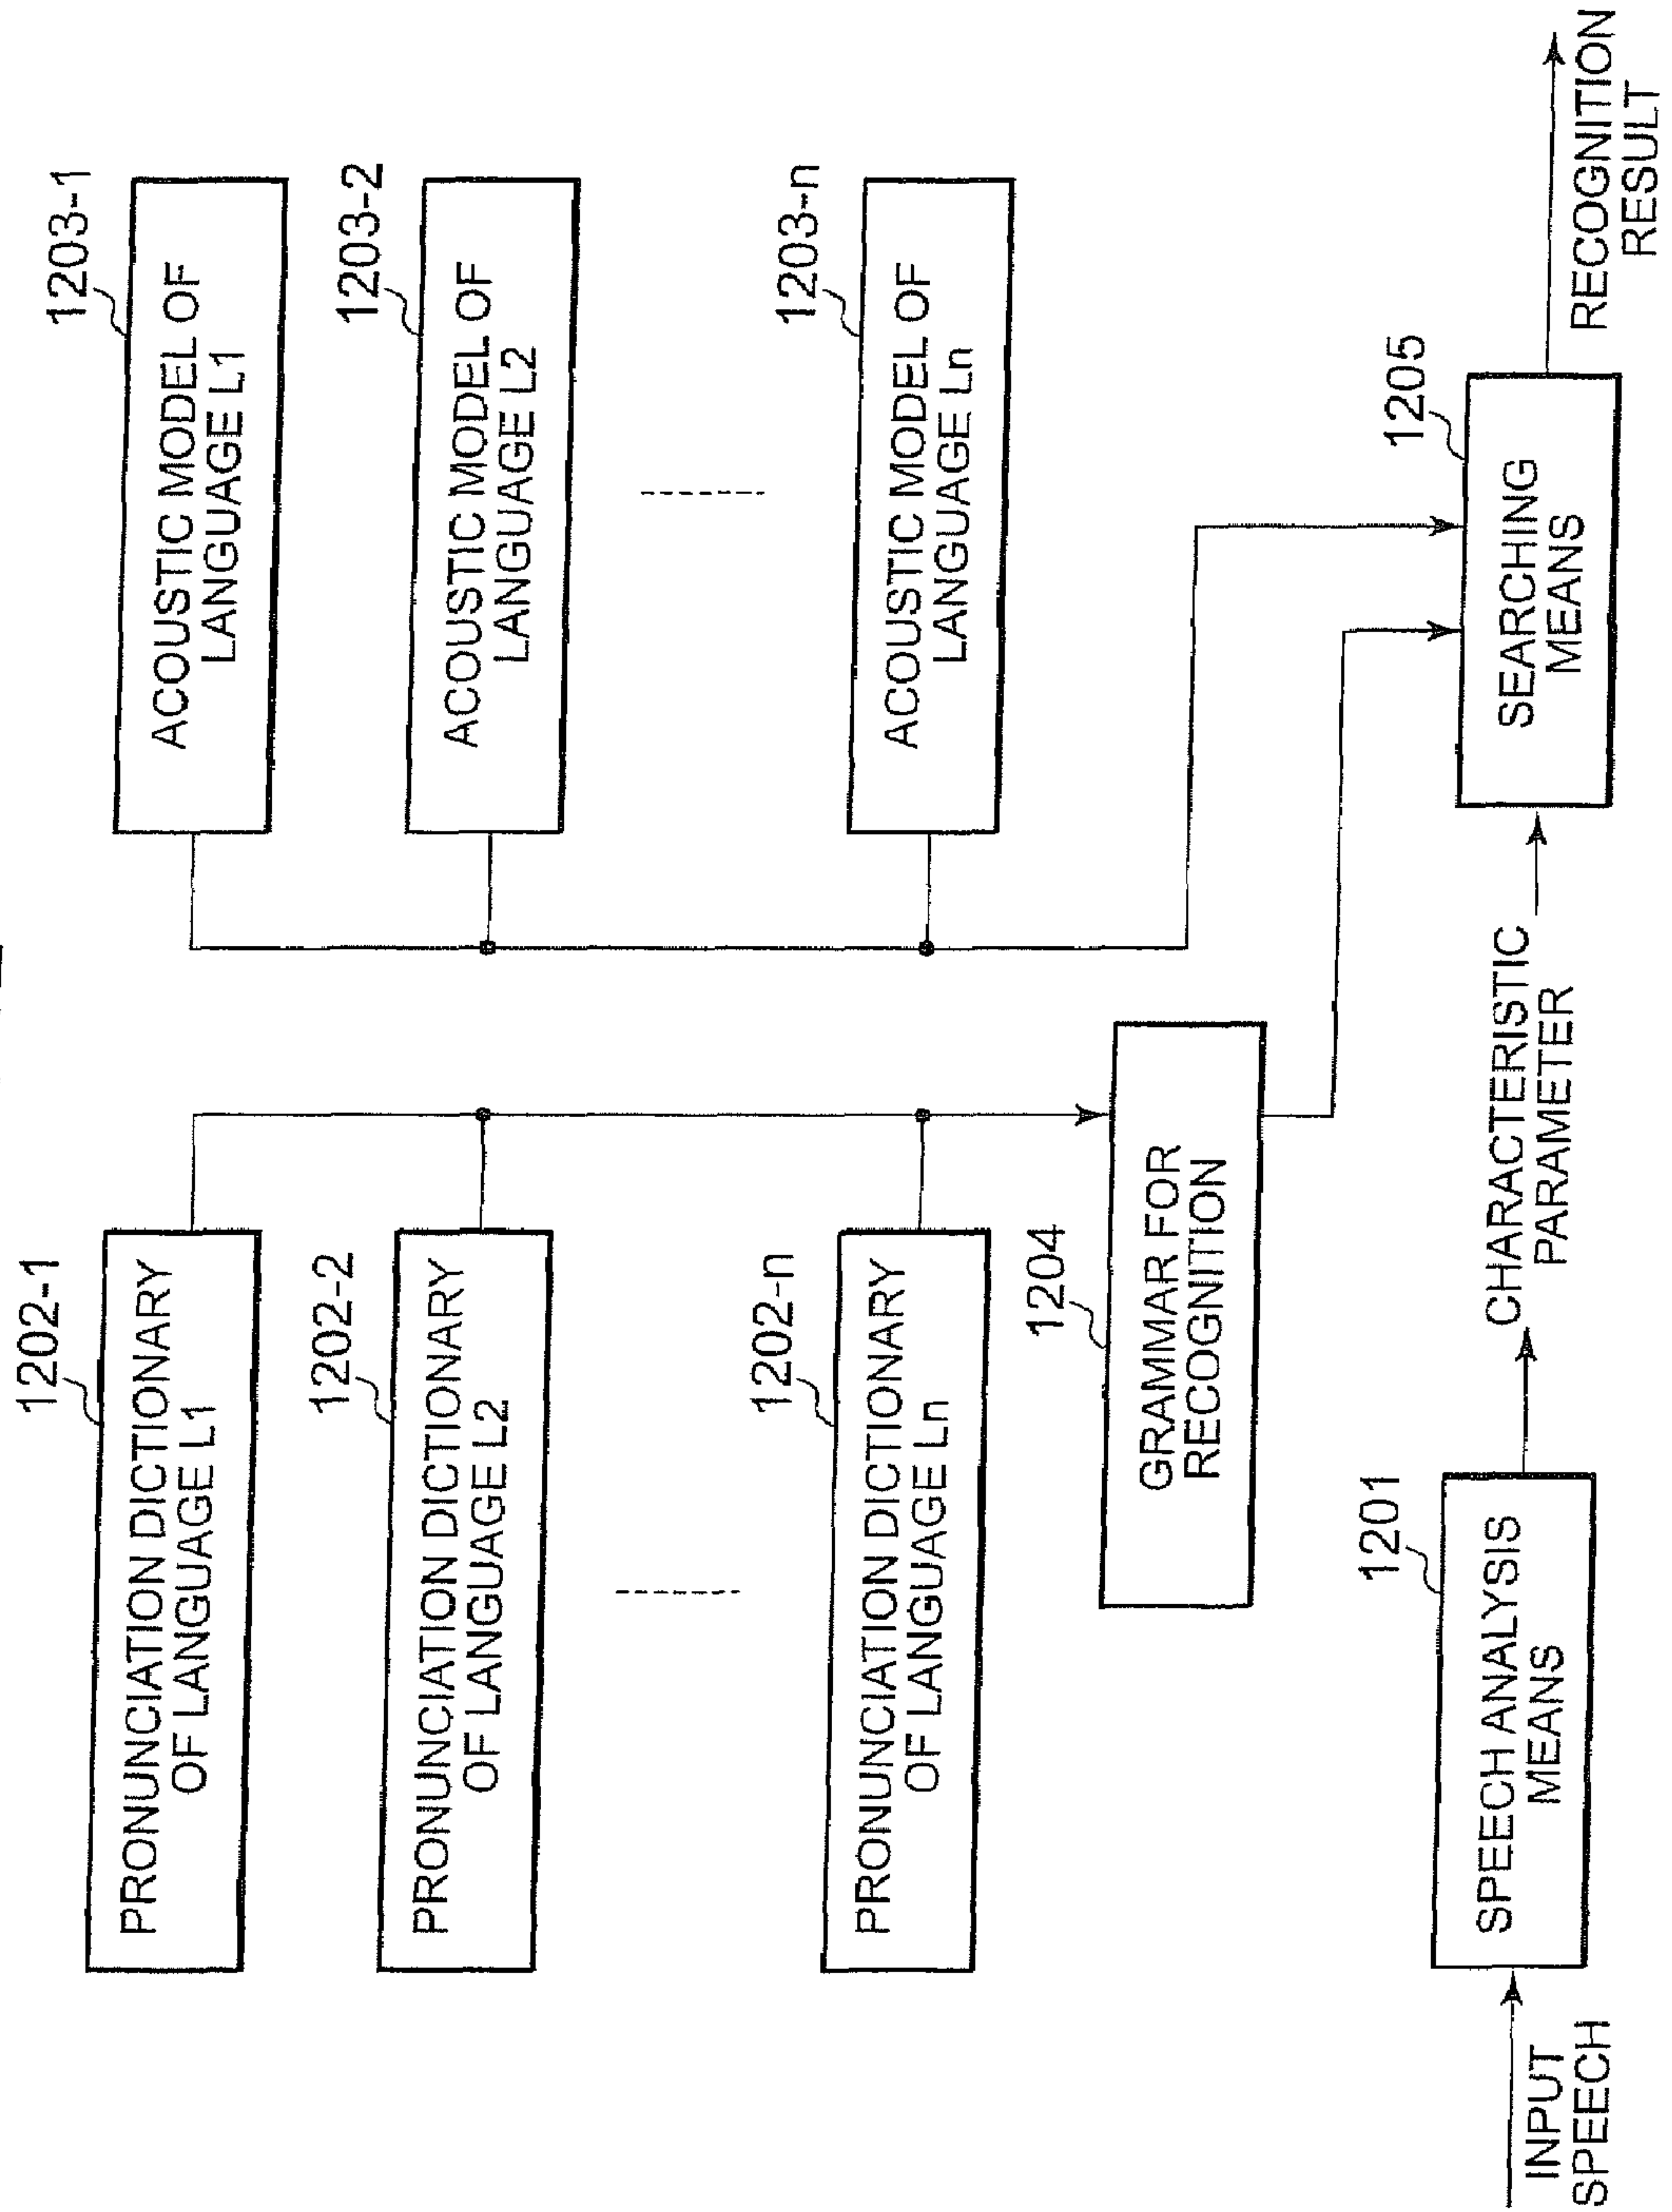 1202-1
PRONUNCIATION DICTIONARY
OF LANGUAGE L1
1203-1
ACOUSTIC MODEL OF
LANGUAGE L1
1202-2
PRONUNCIATION DICTIONARY
OF LANGUAGE L2
1203-2
ACOUSTIC MODEL OF
LANGUAGE L2
1202-n
PRONUNCIATION DICTIONARY
OF LANGUAGE Ln
1203-n
ACOUSTIC MODEL OF
LANGUAGE Ln
1204
GRAMMAR FOR
RECOGNITION
INPUT
SPEECH
1201
SPEECH ANALYSIS
MEANS
CHARACTERISTIC
PARAMETER
1205
SEARCHING
MEANS
RECOGNITION
RESULT